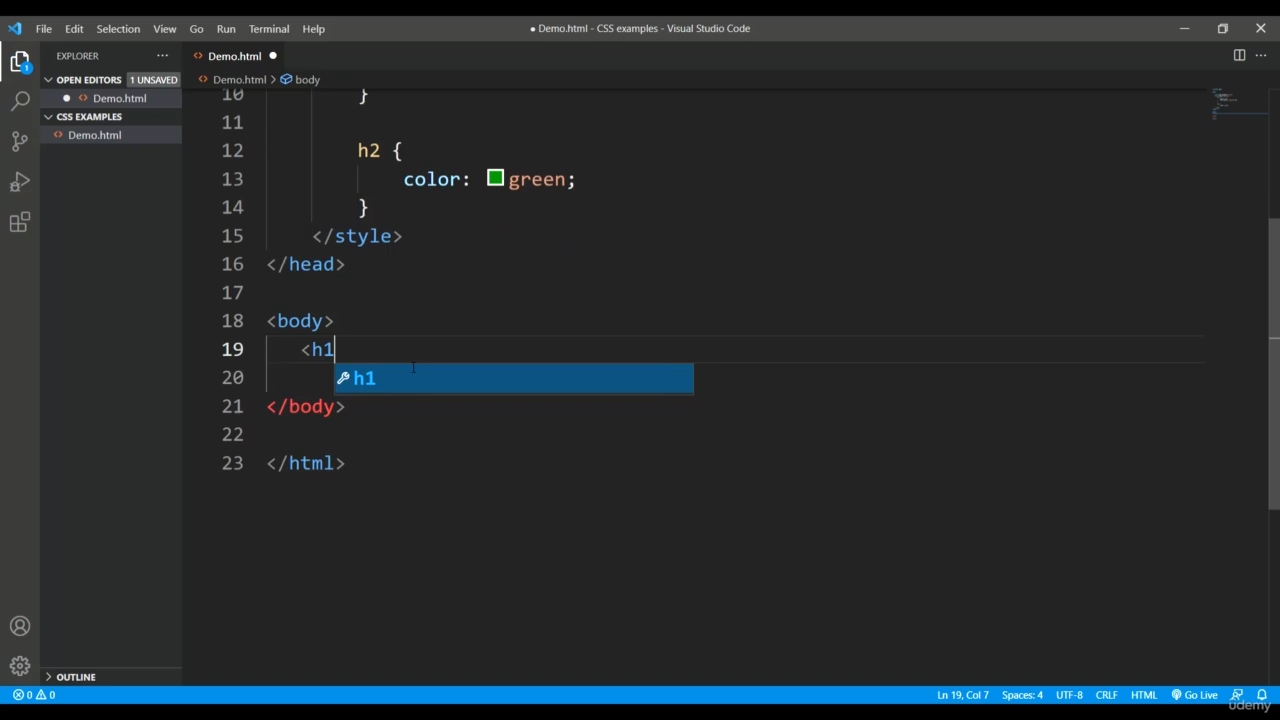 File Edit Selection View Go Run Terminal Help
● Demo.html - CSS examples - Visual Studio Code
EXPLORER
OPEN EDITORS 1 UNSAVED
Demo.html
CSS EXAMPLES
Demo.html
OUTLINE
1
Demo.html
Demo.html > body
10 }
11
12 h2 {
13 color: green;
14 }
15 </style>
16 </head>
17
18 <body>
19 <h1
h1
20
21 </body>
22
23 </html>
0 0
Ln 19, Col 7 Spaces: 4 UTF-8 CRLF HTML Go Live
udemy